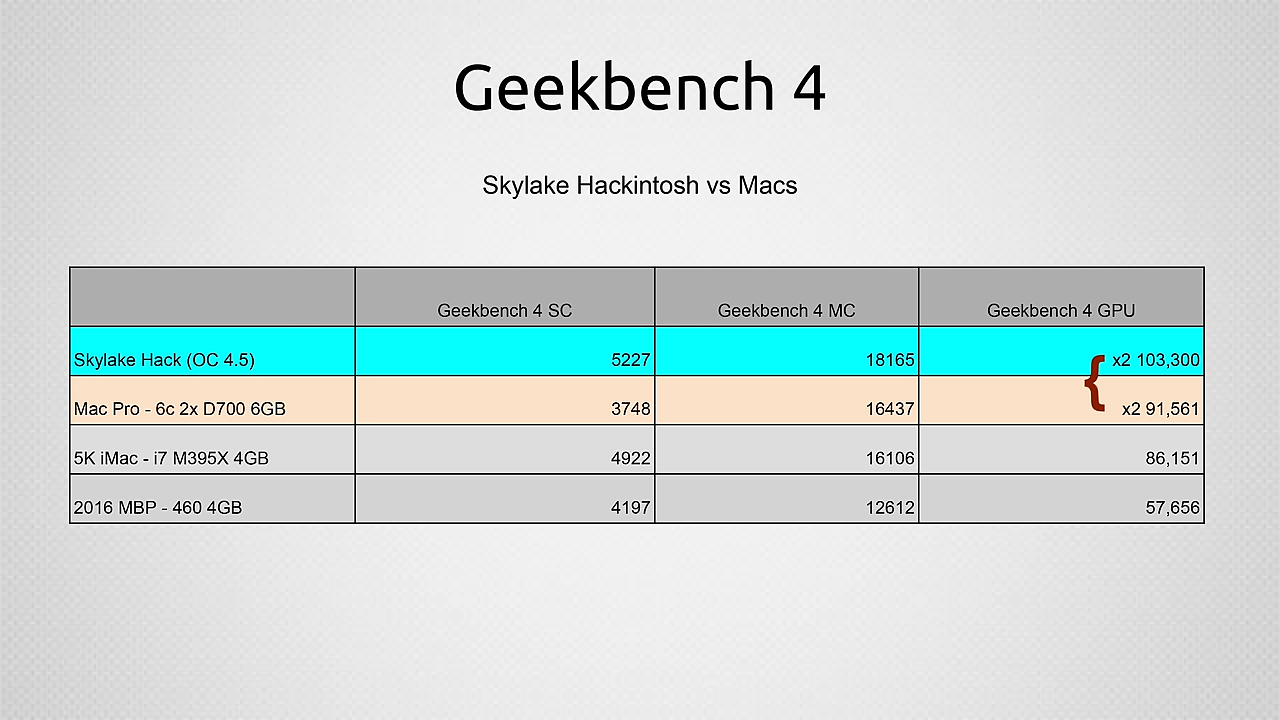 Geekbench 4
Skylake Hackintosh vs Macs
Geekbench 4 SC Geekbench 4 MC Geekbench 4 GPU
Skylake Hack (OC 4.5) 5227 18165 { x2 103,300
Mac Pro - 6c 2x D700 6GB 3748 16437 x2 91,561
5K iMac - i7 M395X 4GB 4922 16106 86,151
2016 MBP - 460 4GB 4197 12612 57,656